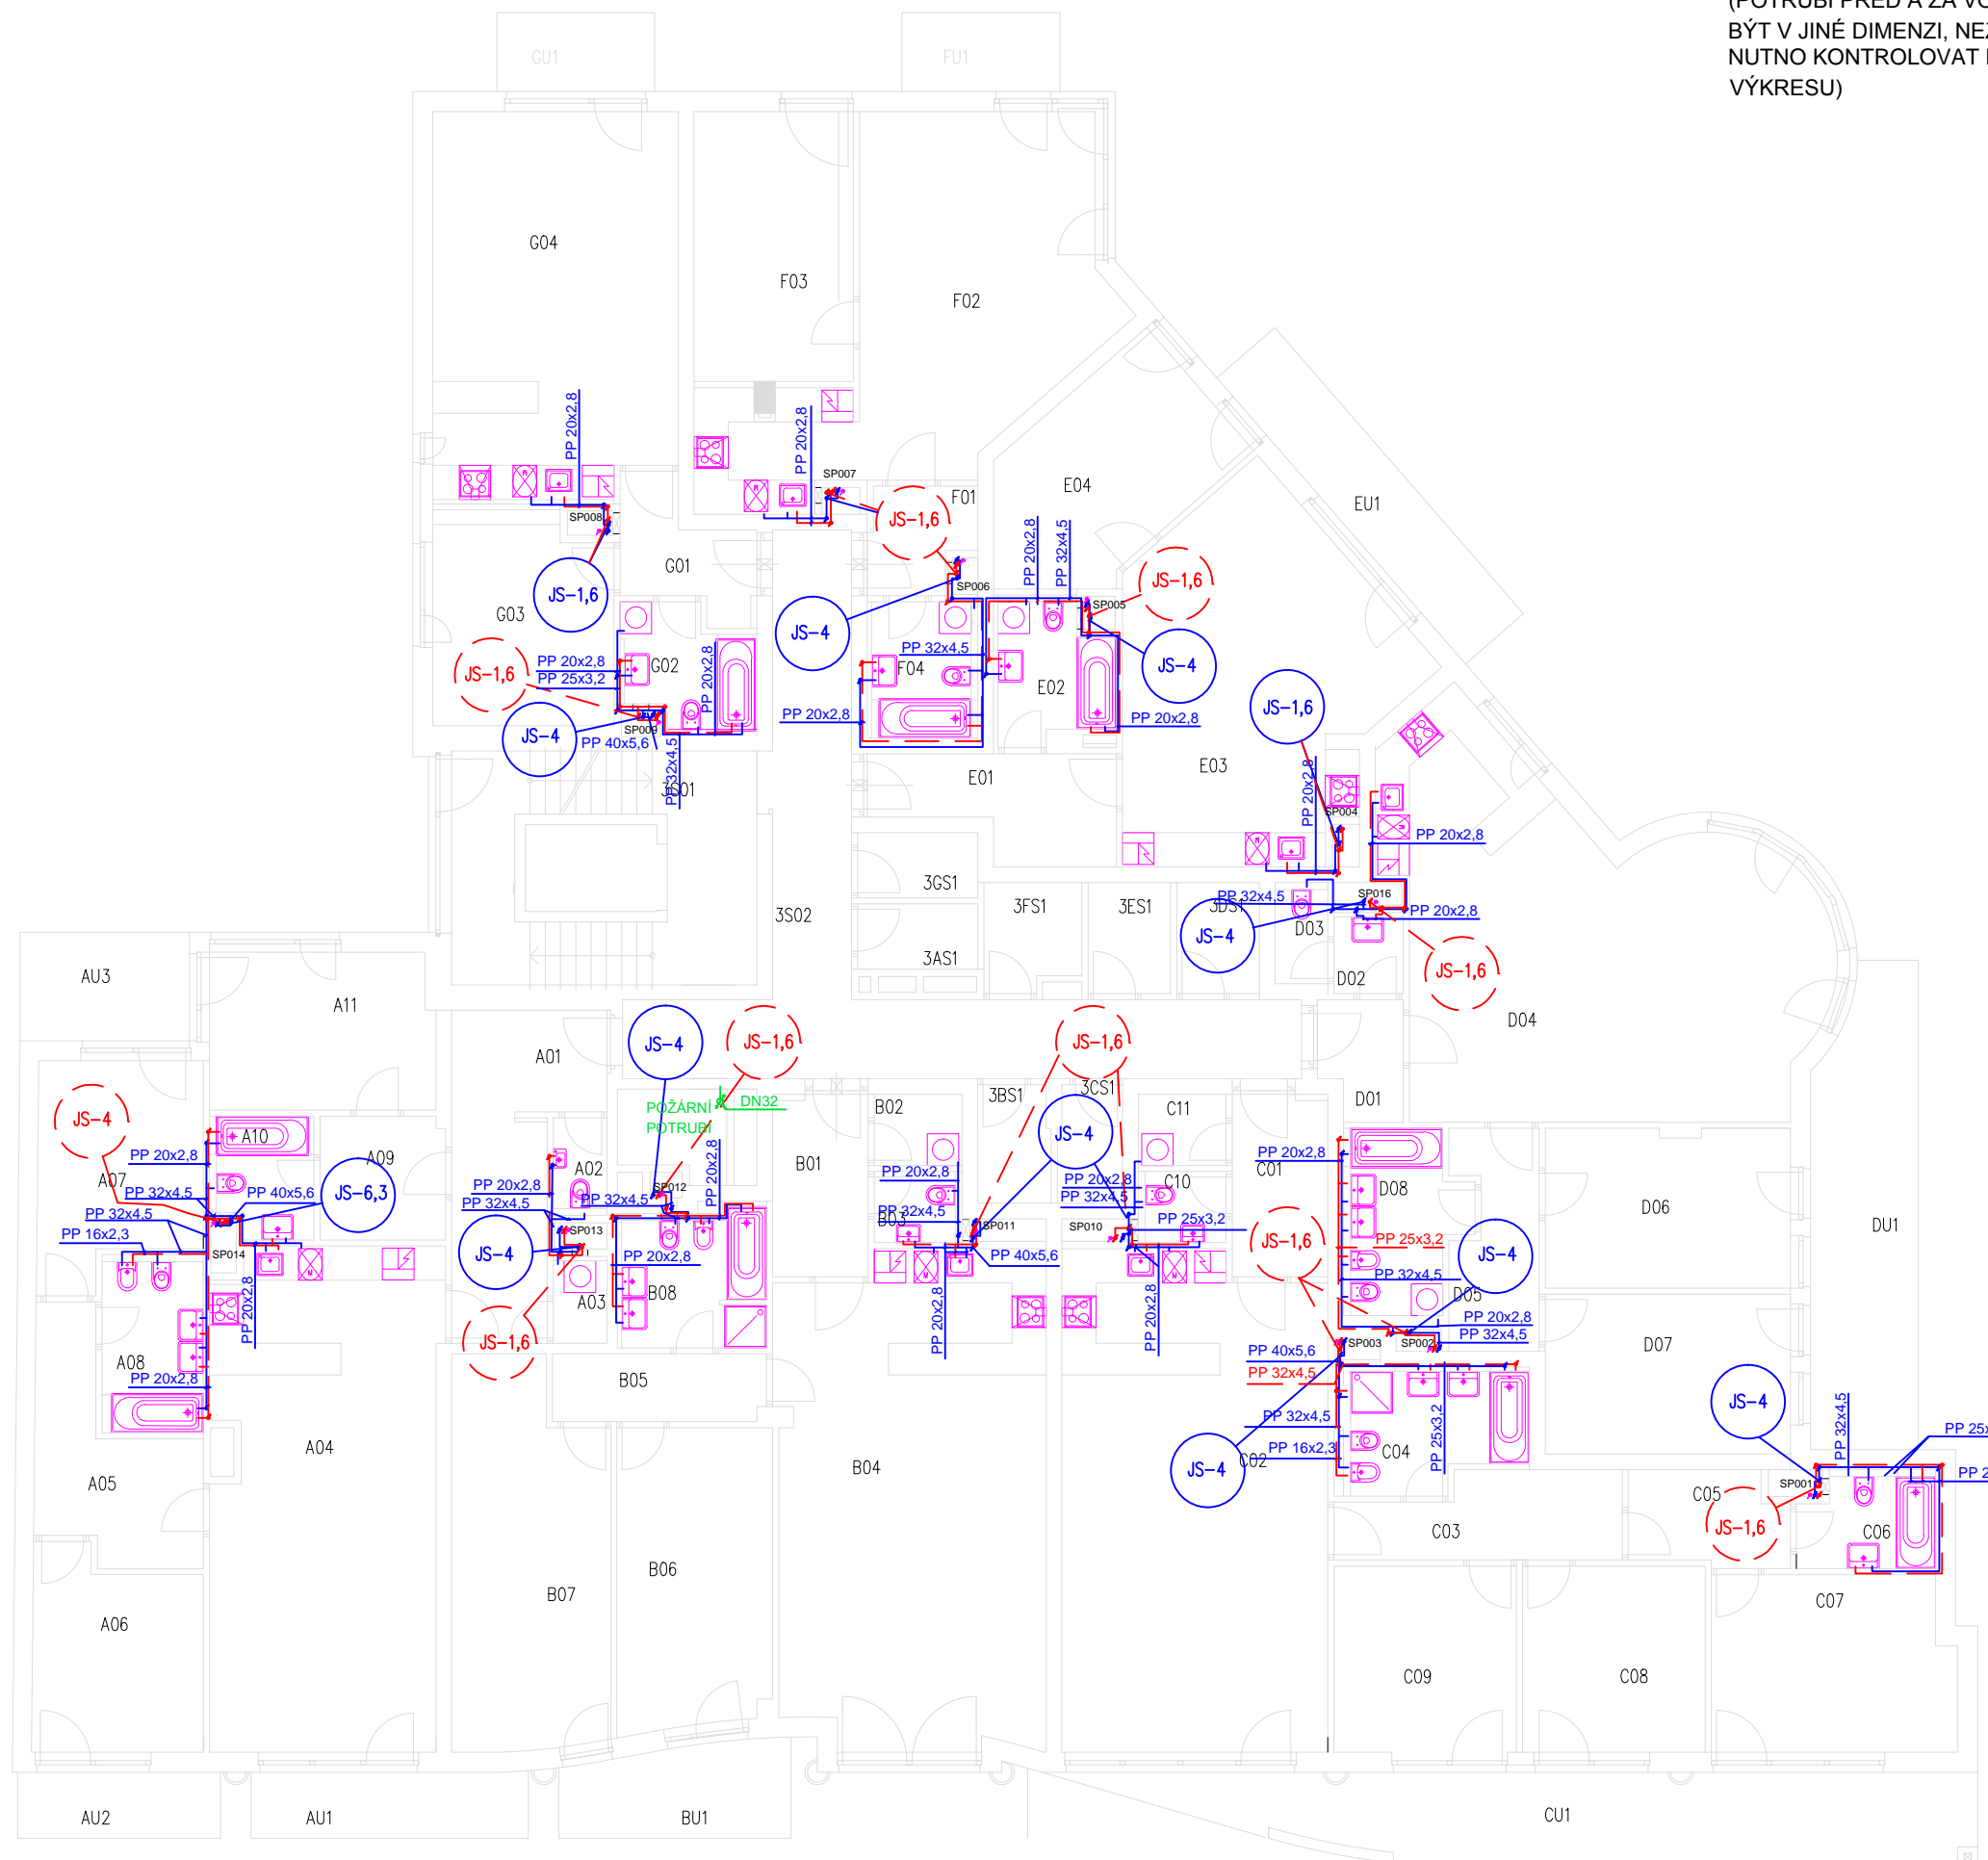 BÝT V JINÉ DIMENZI, NEŽ
NUTNO KONTROLOVAT
VÝKRESU)
GU1
FU1
G04
F03
F02
PP 20x2,8
PP 20x2,8
SP007
SP008
F01
E04
EU1
JS-1,6
PP 20x2,8
PP 32x4,5
G01
JS-1,6
SP006
JS-1,6
SP005
G03
JS-4
PP 32x4,5
F04
JS-4
JS-1,6
PP 20x2,8
PP 25x3,2
G02
PP 20x2,8
E02
JS-1,6
PP 20x2,8
PP 20x2,8
JS-4
SP009
PP 40x5,6
PP 32x4,5
3S01
E01
E03
PP 20x2,8
SP004
PP 20x2,8
3GS1
3FS1
3ES1
3DS1
PP 32x4,5
SP016
PP 20x2,8
3S02
D03
JS-4
3AS1
D02
JS-1,6
AU3
A11
D04
A01
JS-4
JS-1,6
JS-1,6
DU1
JS-4
POŽÁRNÍ
POTRUBÍ
DN32
B02
3BS1
3CS1
C11
D01
JS-4
A10
A09
A07
PP 20x2,8
PP 32x4,5
PP 40x5,6
JS-6,3
PP 32x4,5
PP 16x2,3
SP014
A02
PP 20x2,8
PP 32x4,5
PP 32x4,5
SP012
PP 20x2,8
JS-4
SP013
PP 20x2,8
B01
PP 20x2,8
PP 32x4,5
B03
SP011
PP 40x5,6
PP 20x2,8
PP 32x4,5
C10
SP010
PP 25x3,2
PP 20x2,8
C01
D08
JS-1,6
PP 25x3,2
PP 32x4,5
JS-4
D06
D05
PP 20x2,8
PP 32x4,5
A03
B08
JS-1,6
PP 20x2,8
PP 20x2,8
PP 20x2,8
SP003
SP002
D07
PP 40x5,6
PP 32x4,5
A08
PP 20x2,8
B05
PP 32x4,5
PP 16x2,3
C04
PP 25x3,2
JS-4
C02
JS-4
PP 32x4,5
A04
B04
A05
SP001
C05
JS-1,6
C06
C03
B06
B07
A06
C07
C09
C08
AU2
AU1
BU1
CU1